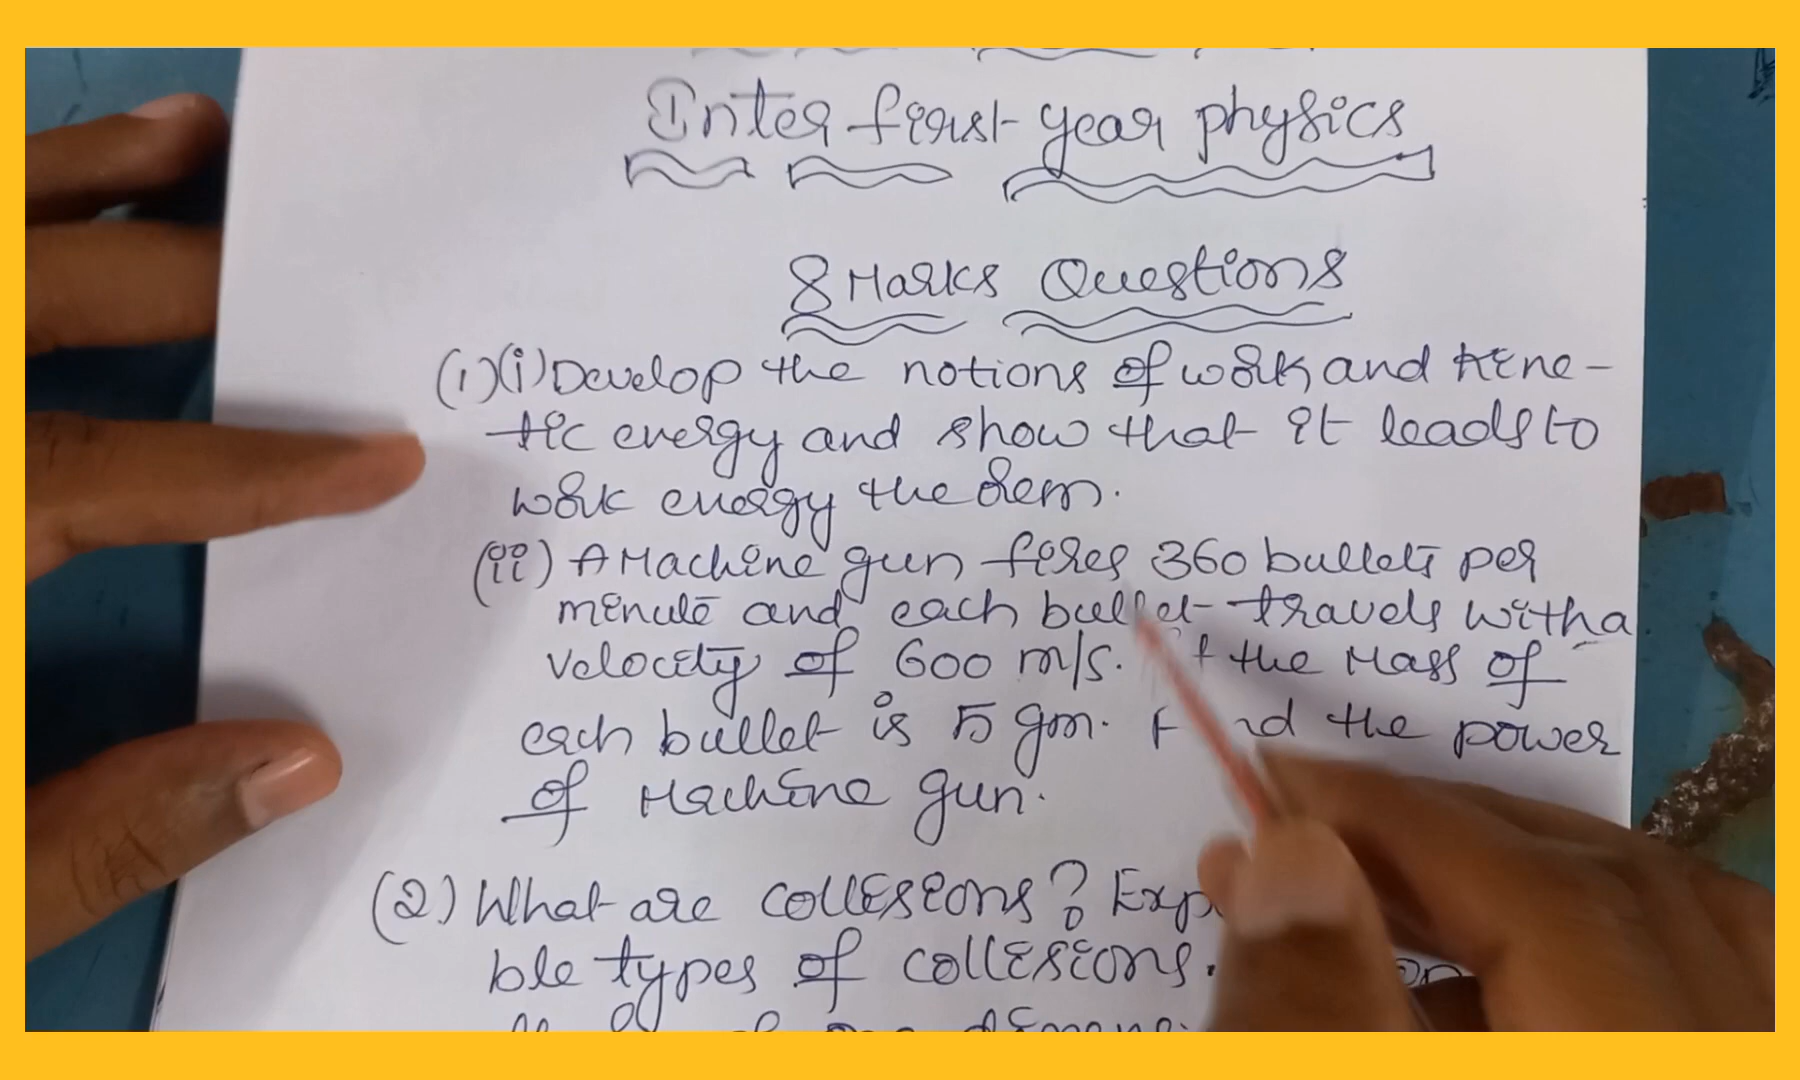 Inter first year physics
8 Marks Questions
(1)(i) Develop the notions of work and kine-
tic energy and show that it leads to
work energy theorem.
(ii) A Machine gun fires 360 bullets per
minute and each bullet travels with a
velocity of 600 m/s. the Mass of
each bullet is 5 gm. the power
of Machine gun.
(2) What are collisions?
ble types of collisions.